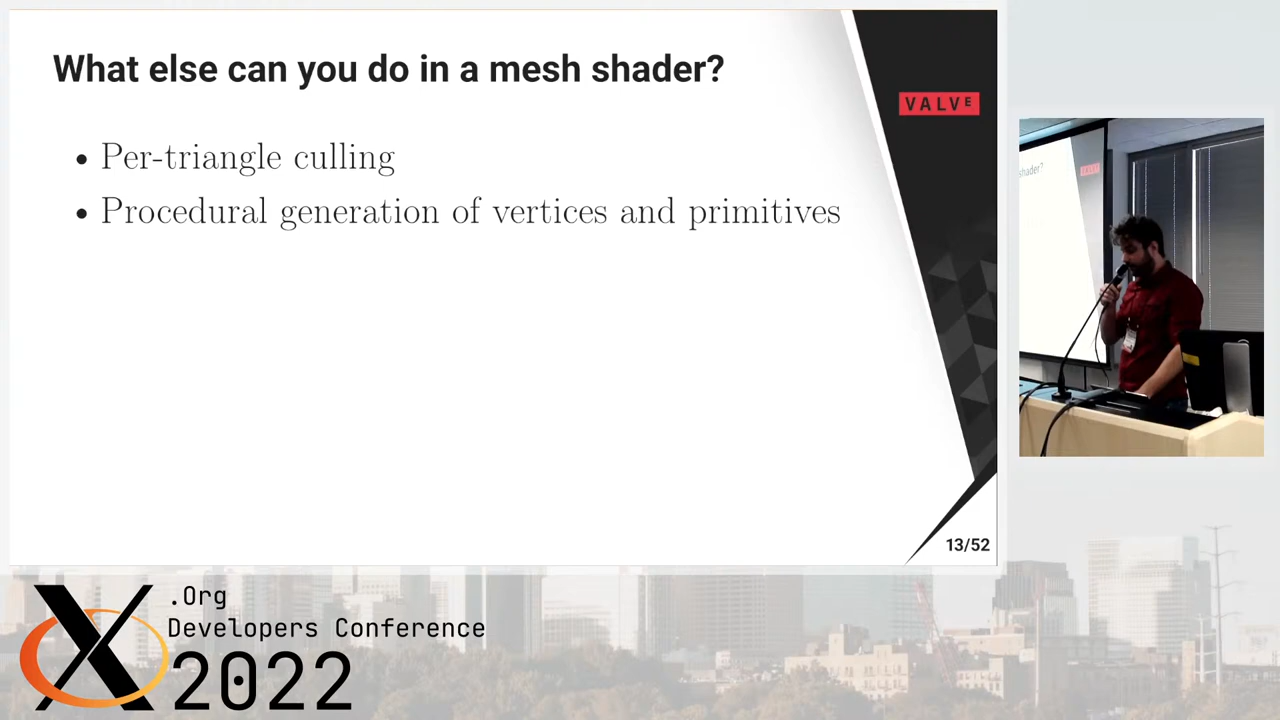 What else can you do in a mesh shader?
VALVE
• Per-triangle culling
• Procedural generation of vertices and primitives
shader?
13/52
.Org
Developers Conference
2022